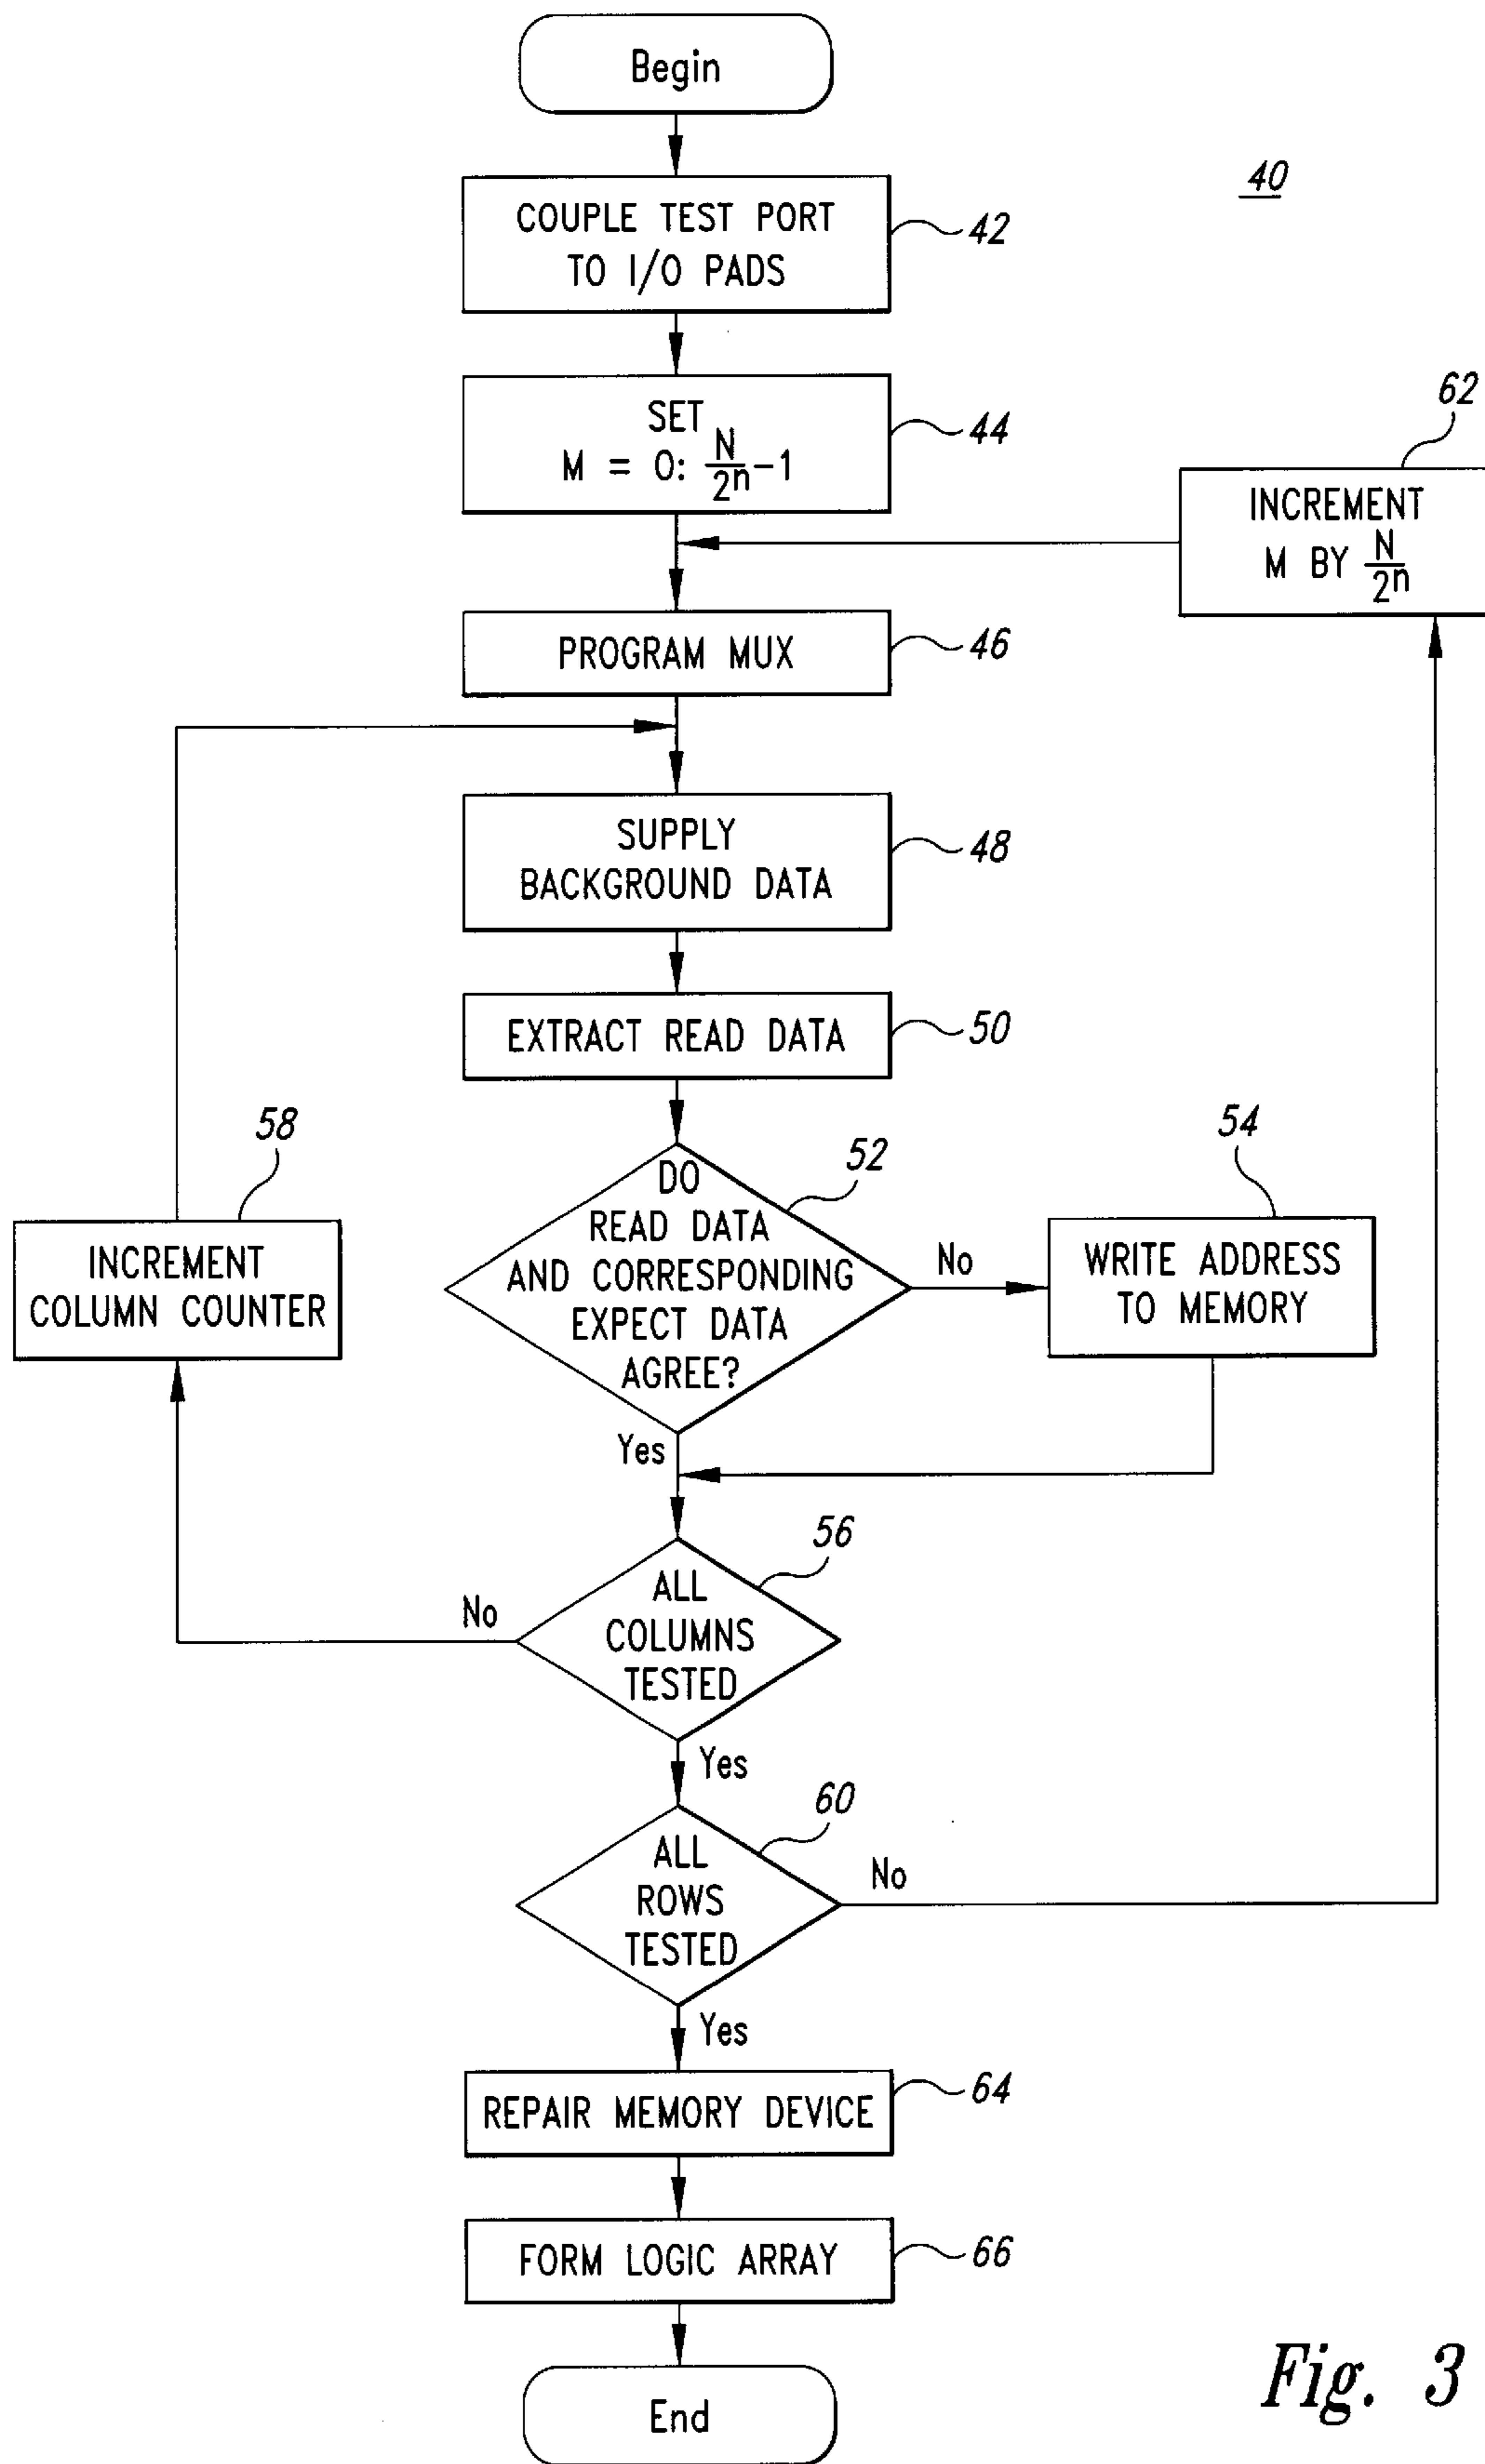 Begin
40
COUPLE TEST PORT
TO I/O PADS
42
SET
M = 0: N/2n-1
44
62
INCREMENT
M BY N/2n
PROGRAM MUX
46
SUPPLY
BACKGROUND DATA
48
EXTRACT READ DATA
50
58
INCREMENT
COLUMN COUNTER
DO
READ DATA
AND CORRESPONDING
EXPECT DATA
AGREE?
52
No
54
WRITE ADDRESS
TO MEMORY
Yes
56
ALL
COLUMNS
TESTED
No
Yes
60
ALL
ROWS
TESTED
No
Yes
REPAIR MEMORY DEVICE
64
FORM LOGIC ARRAY
66
End
Fig. 3